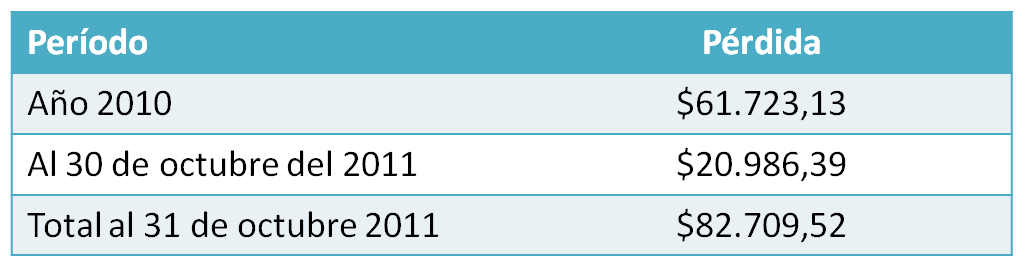 Período Pérdida
Año 2010 $61.723,13
Al 30 de octubre del 2011 $20.986,39
Total al 31 de octubre 2011 $82.709,52